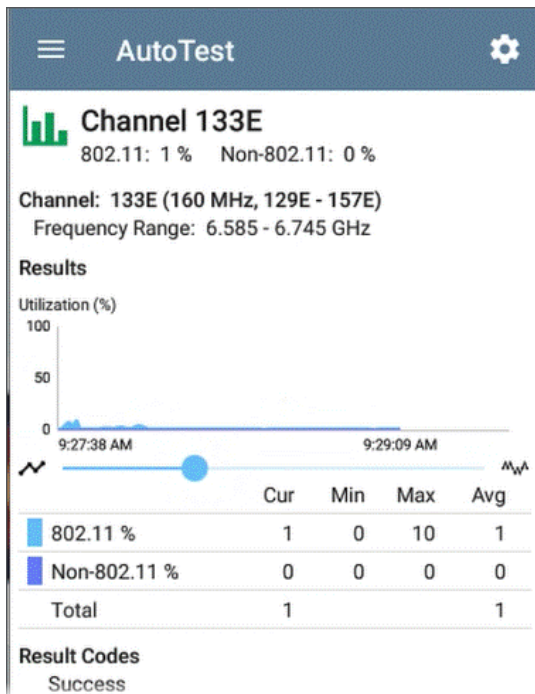 AutoTest
Channel 133E
802.11: 1 % Non-802.11: 0 %
Channel: 133E (160 MHz, 129E - 157E)
Frequency Range: 6.585 - 6.745 GHz
Results
Utilization (%)
100
50
0
9:27:38 AM 9:29:09 AM
Cur Min Max Avg
802.11 % 1 0 10 1
Non-802.11 % 0 0 0 0
Total 1 1
Result Codes
Success